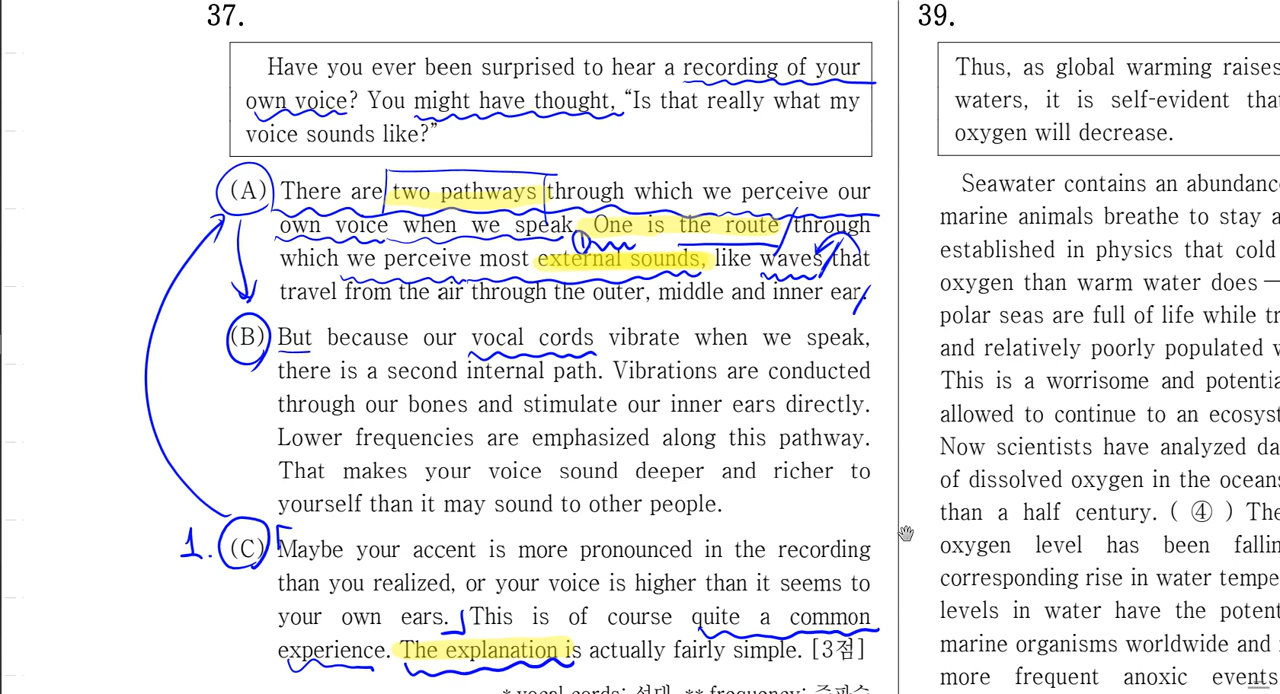 37.
Have you ever been surprised to hear a recording of your
own voice? You might have thought, “Is that really what my
voice sounds like?”
(A) There are two pathways through which we perceive our
own voice when we speak. One is the route through
which we perceive most external sounds, like waves that
travel from the air through the outer, middle and inner ear.
(B) But because our vocal cords vibrate when we speak,
there is a second internal path. Vibrations are conducted
through our bones and stimulate our inner ears directly.
Lower frequencies are emphasized along this pathway.
That makes your voice sound deeper and richer to
yourself than it may sound to other people.
1. (C) Maybe your accent is more pronounced in the recording
than you realized, or your voice is higher than it seems to
your own ears. This is of course quite a common
experience. The explanation is actually fairly simple. [3점]
39.
Thus, as global warming raises
waters, it is self-evident
oxygen will decrease.
Seawater contains an
marine animals breathe to stay
established in physics that cold
oxygen than warm water does—
polar seas are full of life while
and relatively poorly populated
This is a worrisome and
allowed to continue to an
Now scientists have analyzed
of dissolved oxygen in the
than a half century. ( ④ )
oxygen level has been
corresponding rise in water
levels in water have the
marine organisms worldwide and
more frequent anoxic events